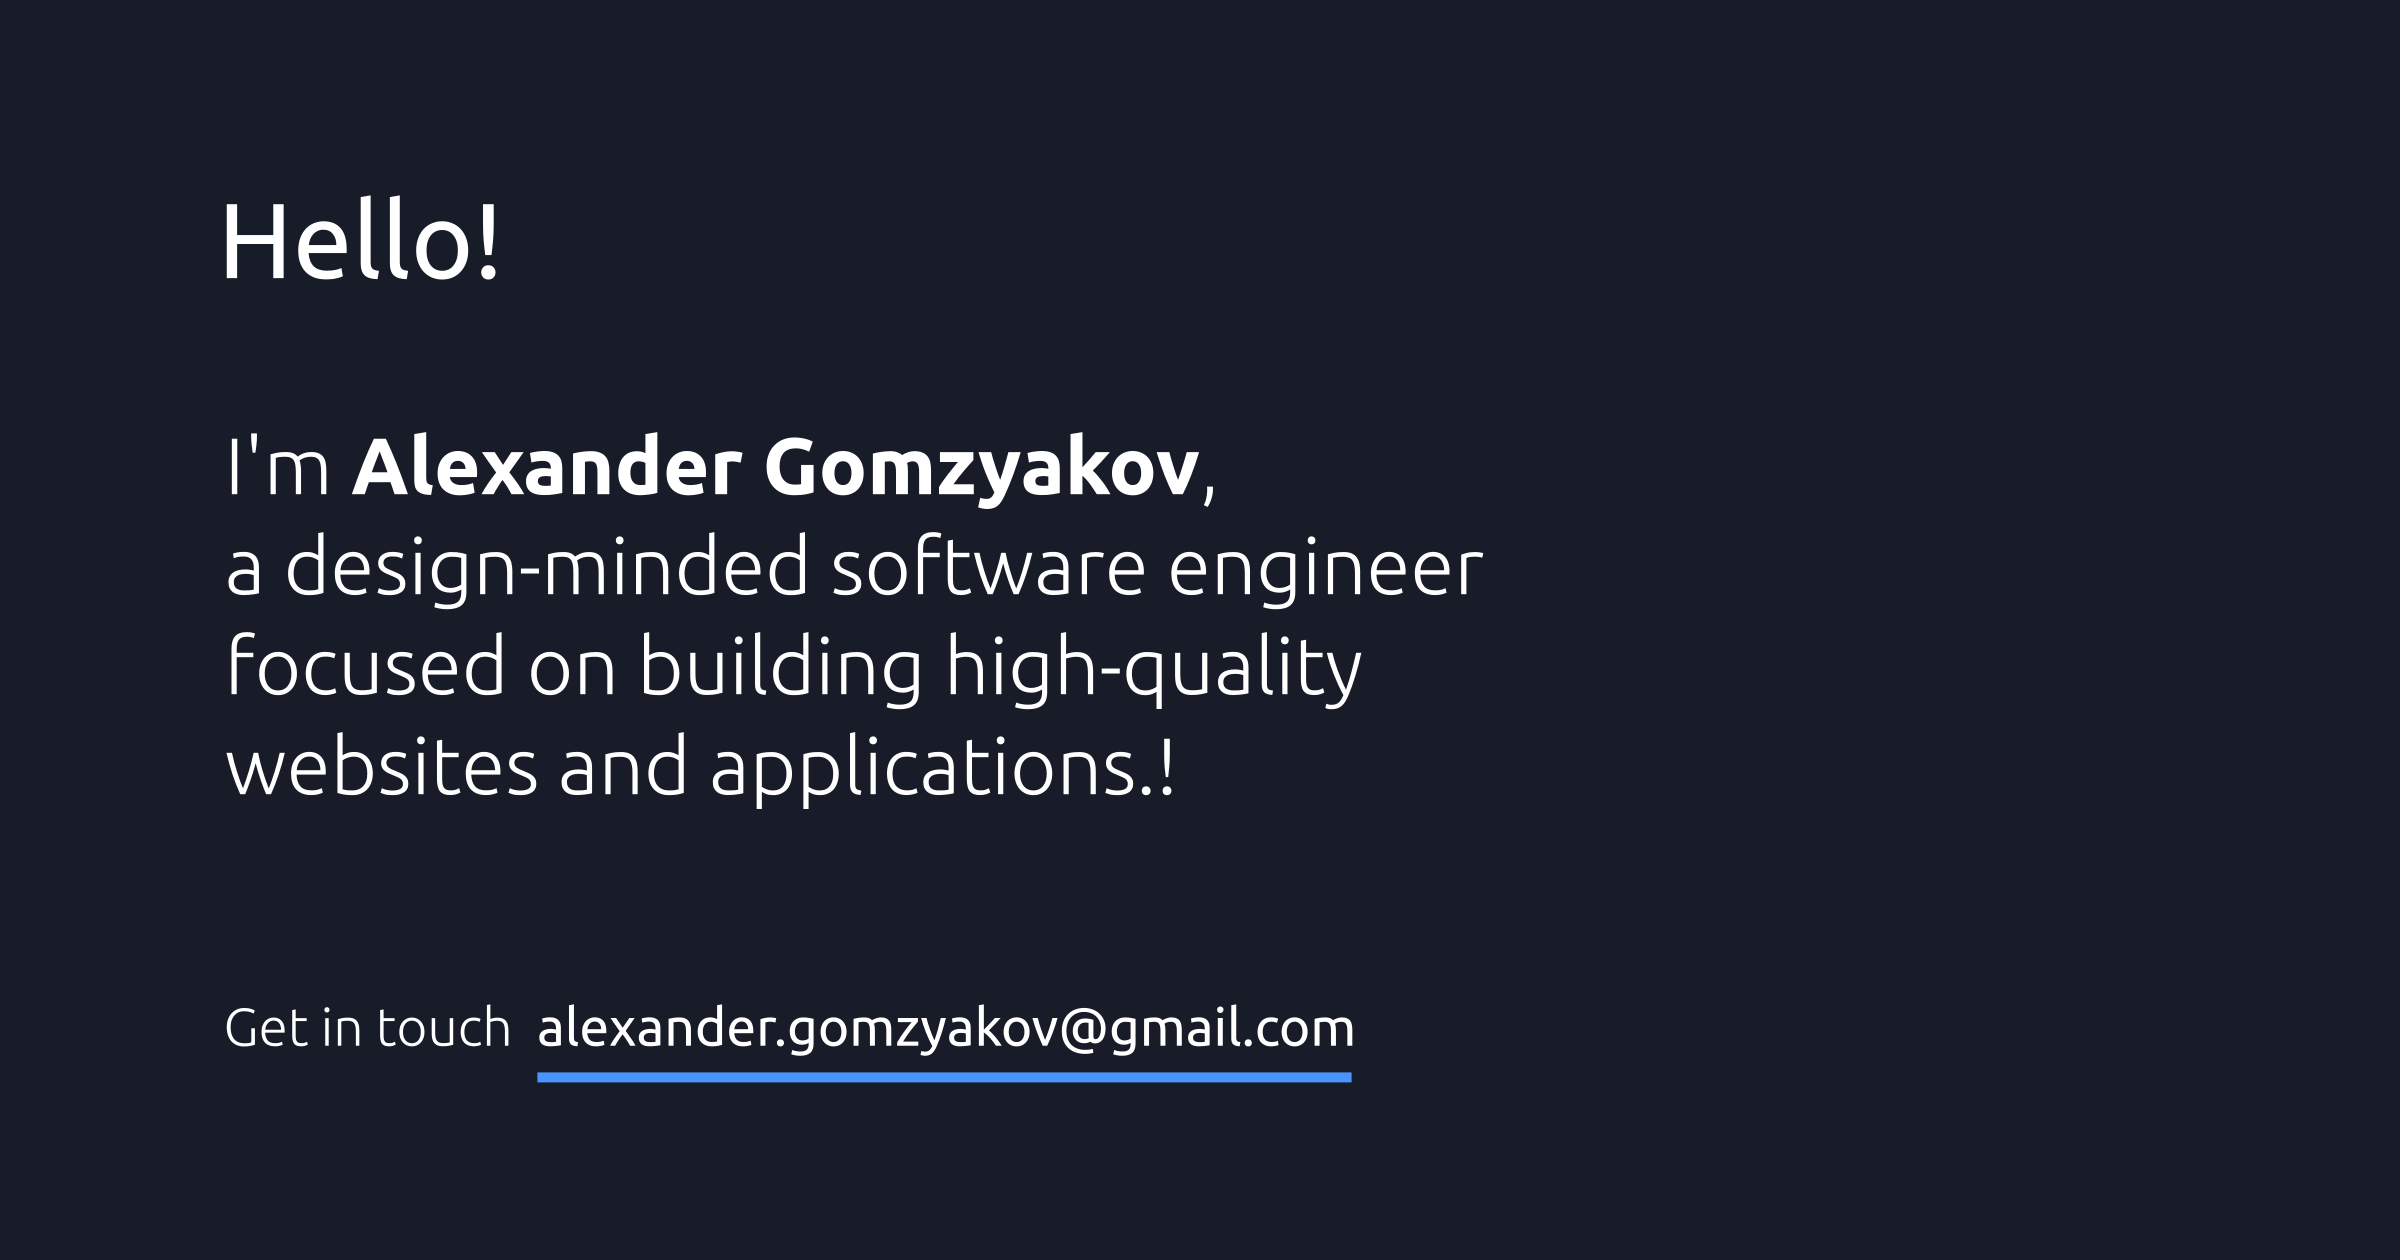 Hello!
I'm Alexander Gomzyakov,
a design-minded software engineer
focused on building high-quality
websites and applications.!
Get in touch alexander.gomzyakov@gmail.com